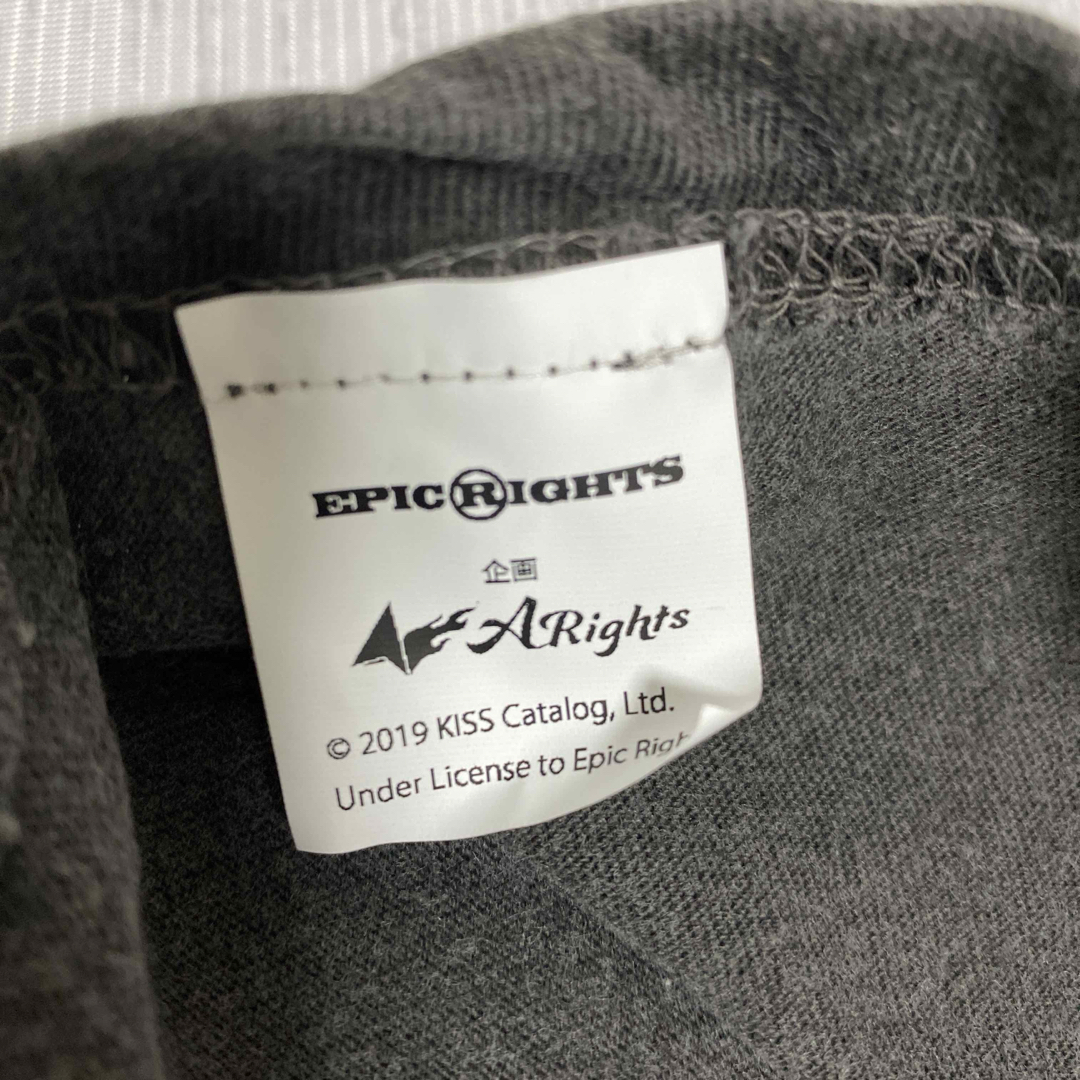 EPIC RIGHTS
企画
ARights
© 2019 KISS Catalog, Ltd.
Under License to Epic